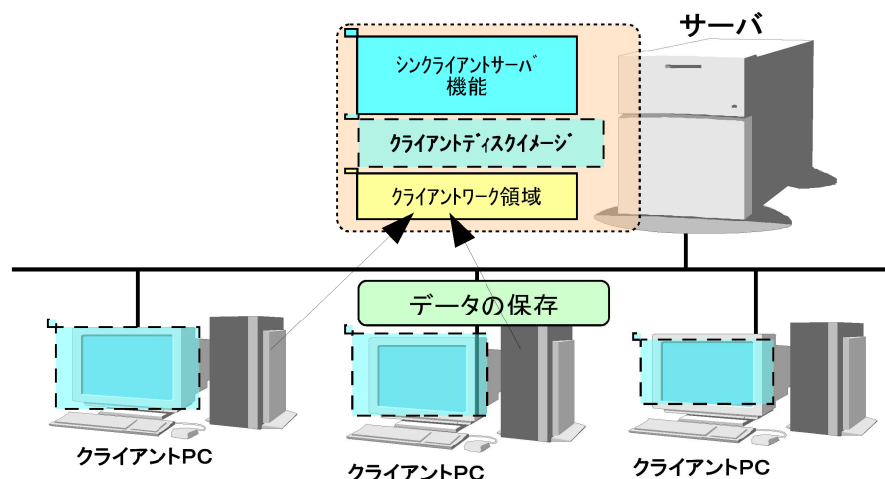 サーバ
シンクライアントサーバ
機能
クライアントディスクイメージ
クライアントワーク領域
データの保存
クライアントPC
クライアントPC
クライアントPC